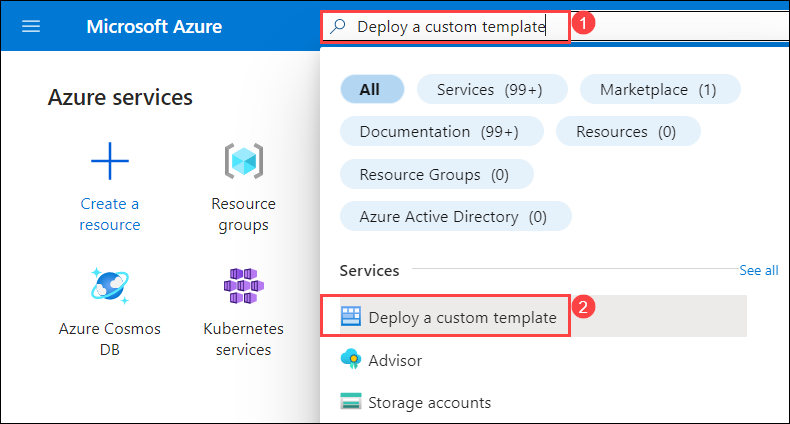 Microsoft Azure
Deploy a custom template
1
All
Services (99+)
Marketplace (1)
Documentation (99+)
Resources (0)
Resource Groups (0)
Azure Active Directory (0)
Azure services
Create a
resource
Resource
groups
Azure Cosmos
DB
Kubernetes
services
Services
See all
Deploy a custom template
2
Advisor
Storage accounts